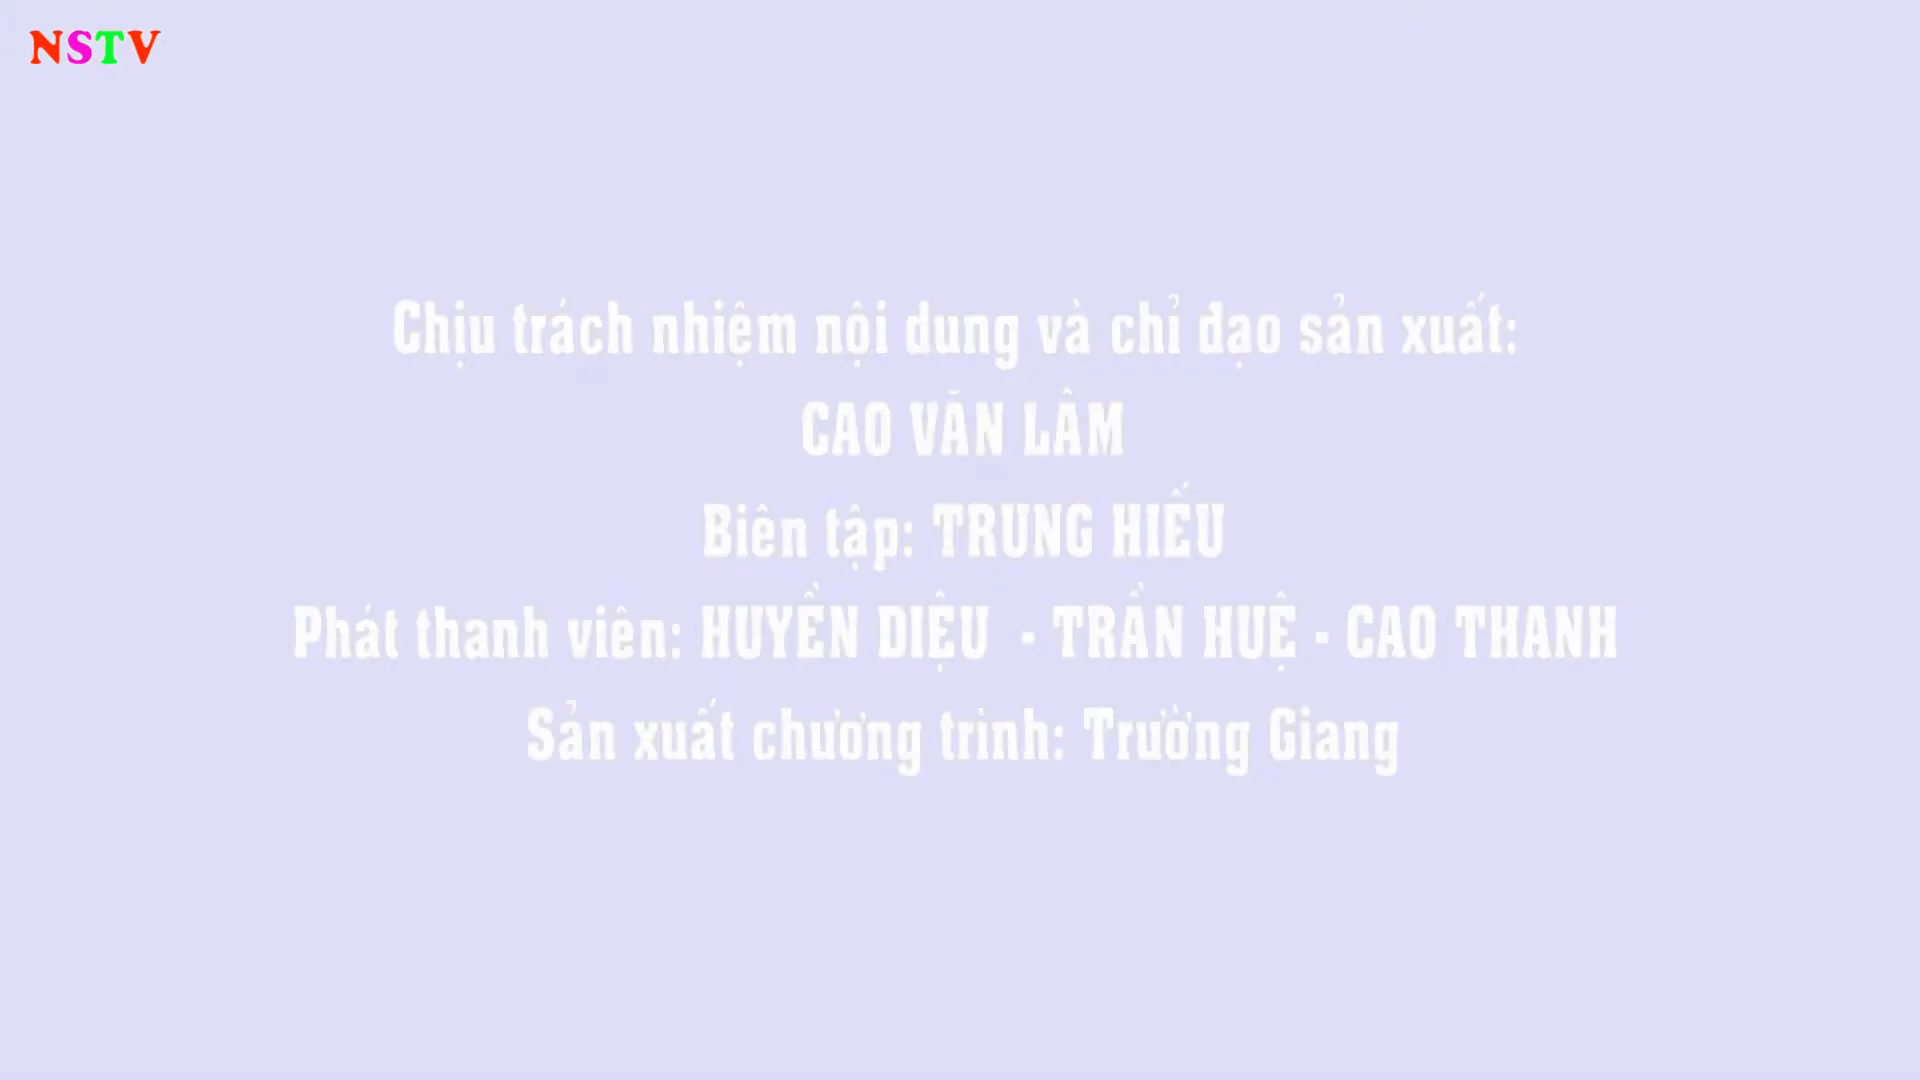 NSTV
Chịu trách nhiệm nội dung và chỉ đạo sản xuất:
CAO VĂN LÂM
Biên tập: TRUNG HIẾU
Phát thanh viên: HUYỀN DIỆU - TRẦN HUỆ - CAO THANH
Sản xuất chương trình: Trường Giang